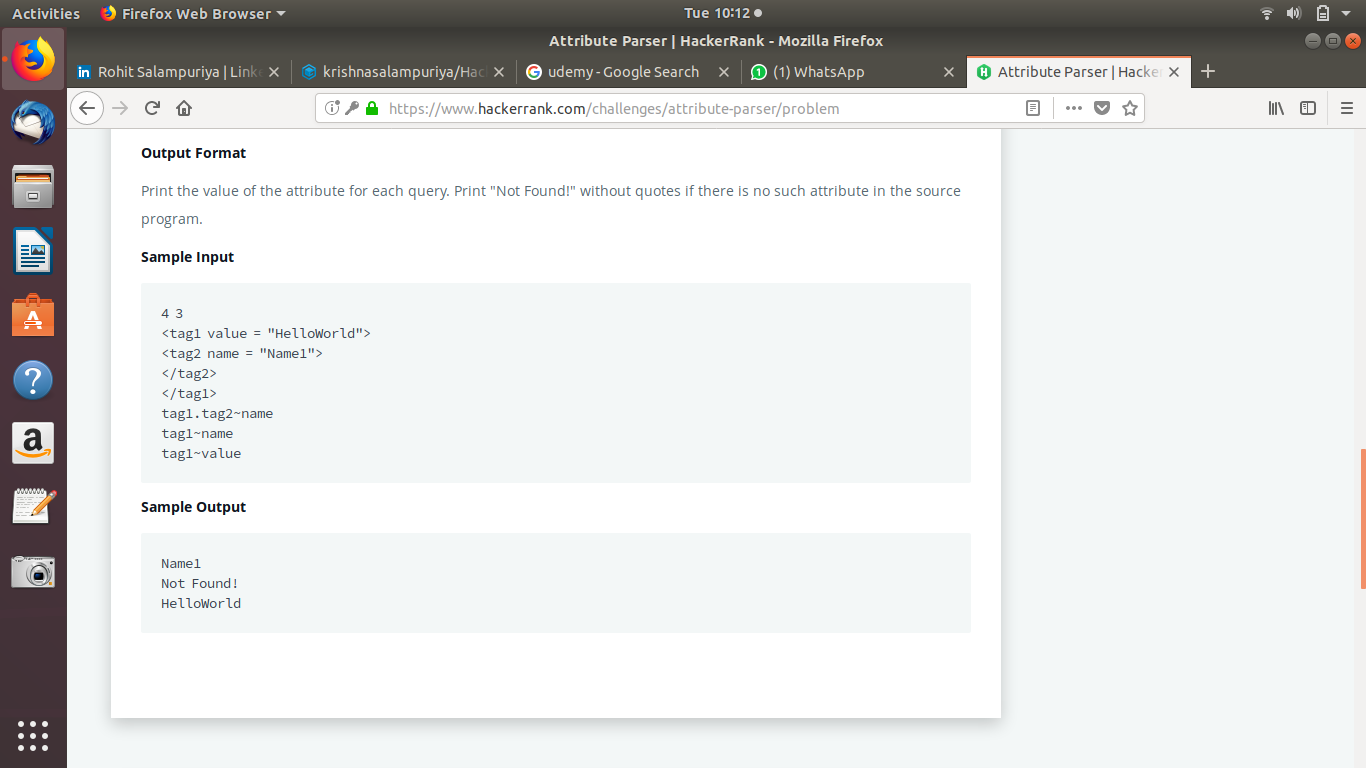 Activities Firefox Web Browser Tue 10:12
Attribute Parser | HackerRank - Mozilla Firefox
in Rohit Salampuriya | Linke krishnasalampuriya/Hac G udemy - Google Search 1 (1) WhatsApp H Attribute Parser | Hacke
https://www.hackerrank.com/challenges/attribute-parser/problem
Output Format
Print the value of the attribute for each query. Print "Not Found!" without quotes if there is no such attribute in the source
program.
Sample Input
4 3
<tag1 value = "HelloWorld">
<tag2 name = "Name1">
</tag2>
</tag1>
tag1.tag2~name
tag1~name
tag1~value
Sample Output
Name1
Not Found!
HelloWorld